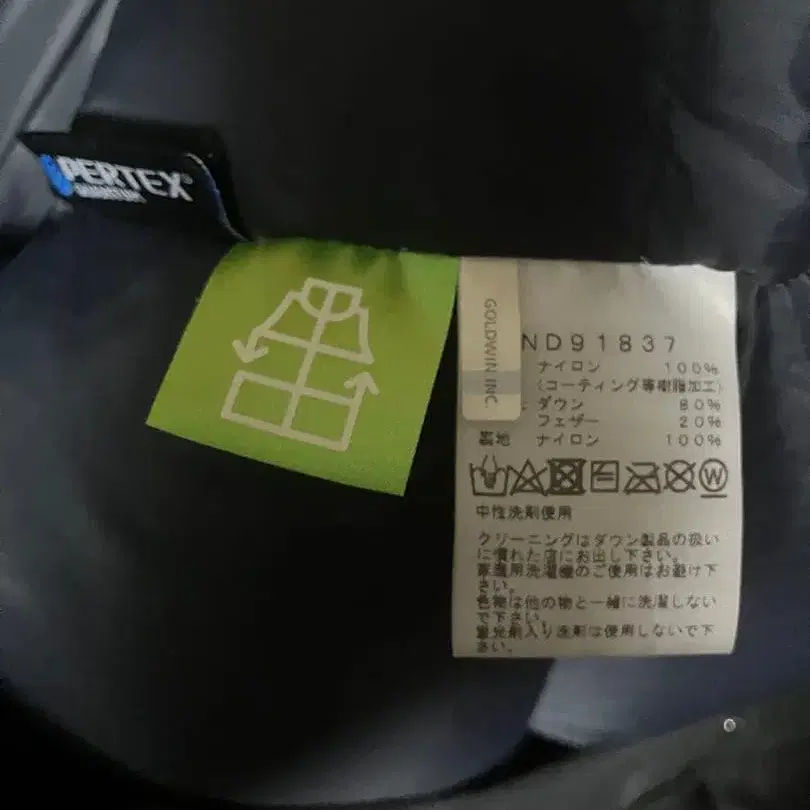 PERTEX®
QUANTUM
GOLDWIN INC.
ND91837
ナイロン 100%
(コーティング等樹脂加工)
ダウン 80%
フェザー 20%
裏地 ナイロン 100%
W
中性洗剤使用
クリーニングはダウン製品の扱い
に慣れた店にお出し下さい。
家庭用洗濯機のご使用はお避け下
さい。
色物は他の物と一緒に洗濯しない
で下さい。
蛍光剤入り洗剤は使用しないで下
さい。